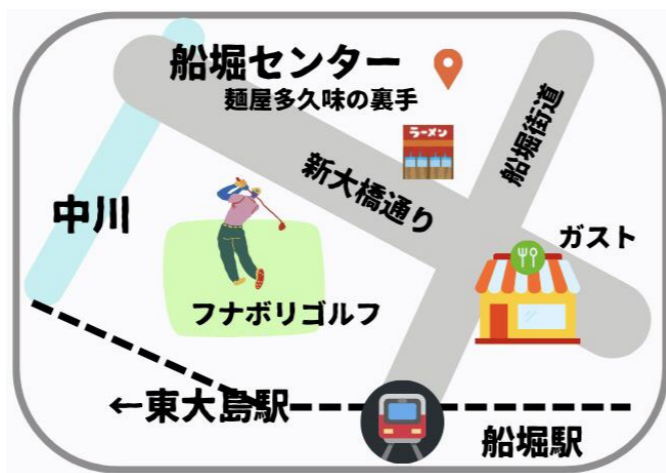 船堀センター
麺屋多久味の裏手
ラーメン
船堀街道
新大橋通り
中川
ガスト
フナボリゴルフ
←東大島駅
船堀駅